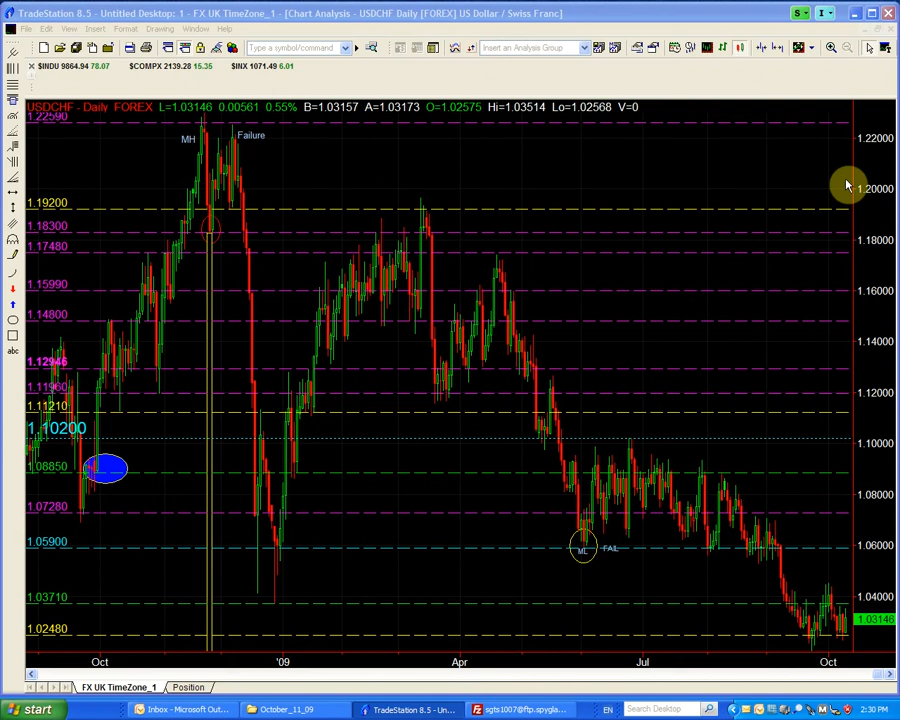 TradeStation 8.5 - Untitled Desktop: 1 - FX UK TimeZone_1 - [Chart Analysis - USDCHF Daily [FOREX] US Dollar / Swiss Franc]
S
I
File Edit View Insert Format Drawing Window Help
Type a symbol/command
Insert an Analysis Group
$INDU 9864.94 78.07 $COMPX 2139.28 15.35 $INX 1071.49 6.01
USDCHF - Daily FOREX L=1.03146 0.00561 0.55% B=1.03157 A=1.03173 O=1.02575 Hi=1.03514 Lo=1.02568 V=0
1.22590
MH
Failure
1.22000
1.20000
1.19200
1.18300
1.18000
1.17480
1.15990
1.16000
1.14800
1.14000
1.12946
1.11960
1.12000
1.11210
1.10200
1.10000
1.08850
1.08000
1.07280
1.05900
1.06000
ML
FAIL
1.03710
1.04000
1.03146
1.02480
Oct
'09
Apr
Jul
Oct
FX UK TimeZone_1
Position
abc
start
Inbox - Microsoft Out...
October_11_09
TradeStation 8.5 - Un...
sgts1007@ftp.spygla...
EN
Search Desktop
2:30 PM